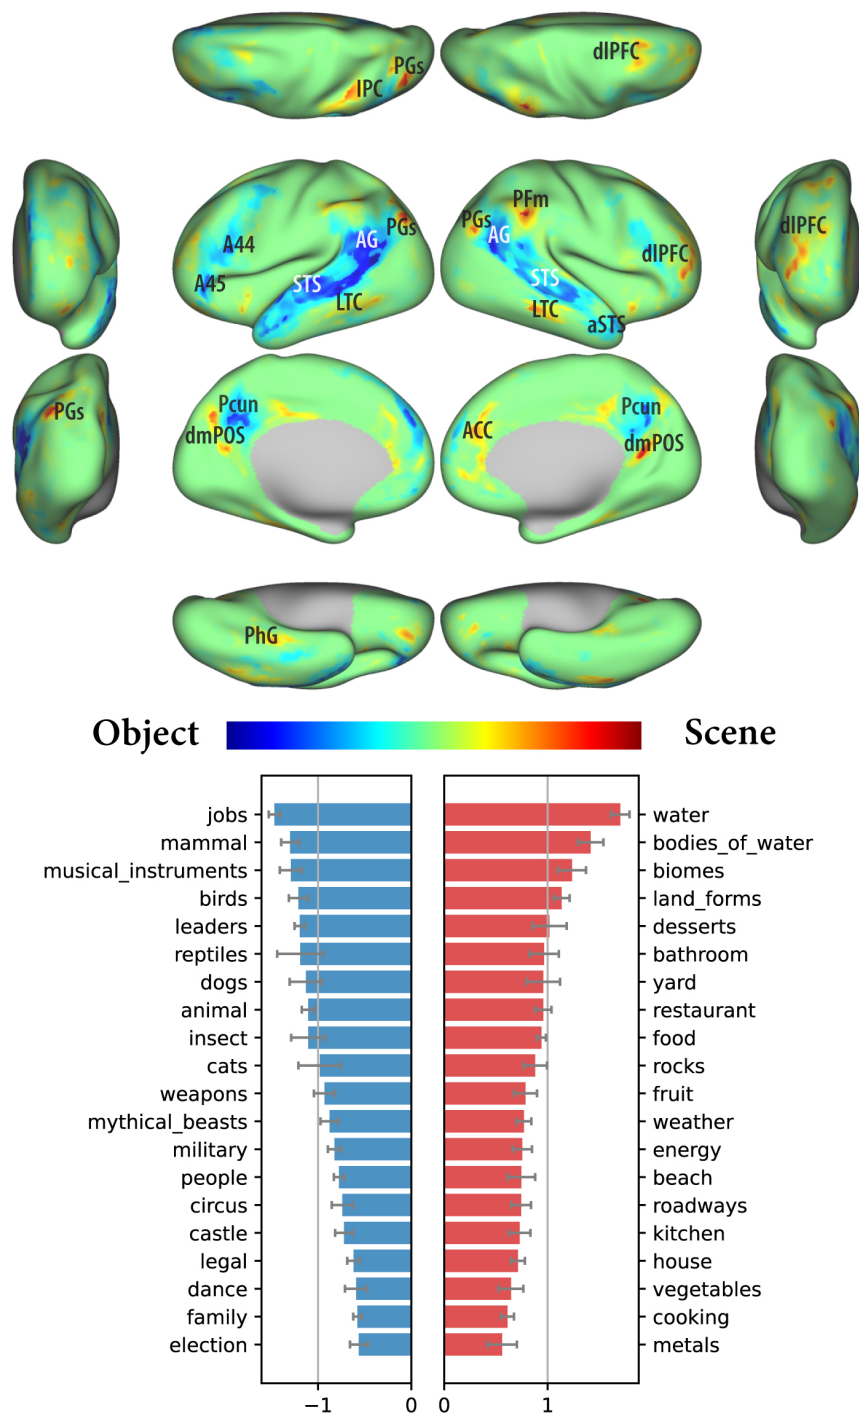 PGs
IPC
dlPFC
A44
A45
AG
PGs
STS
LTC
PFm
PGs
AG
dlPFC
STS
LTC
aSTS
dlPFC
PGs
Pcun
dmPOS
ACC
Pcun
dmPOS
PhG
Object
Scene
jobs
mammal
musical_instruments
birds
leaders
reptiles
dogs
animal
insect
cats
weapons
mythical_beasts
military
people
circus
castle
legal
dance
family
election
−1 0
water
bodies_of_water
biomes
land_forms
desserts
bathroom
yard
restaurant
food
rocks
fruit
weather
energy
beach
roadways
kitchen
house
vegetables
cooking
metals
0 1